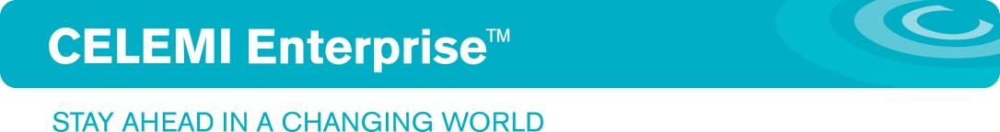 CELEMI Enterprise™
STAY AHEAD IN A CHANGING WORLD